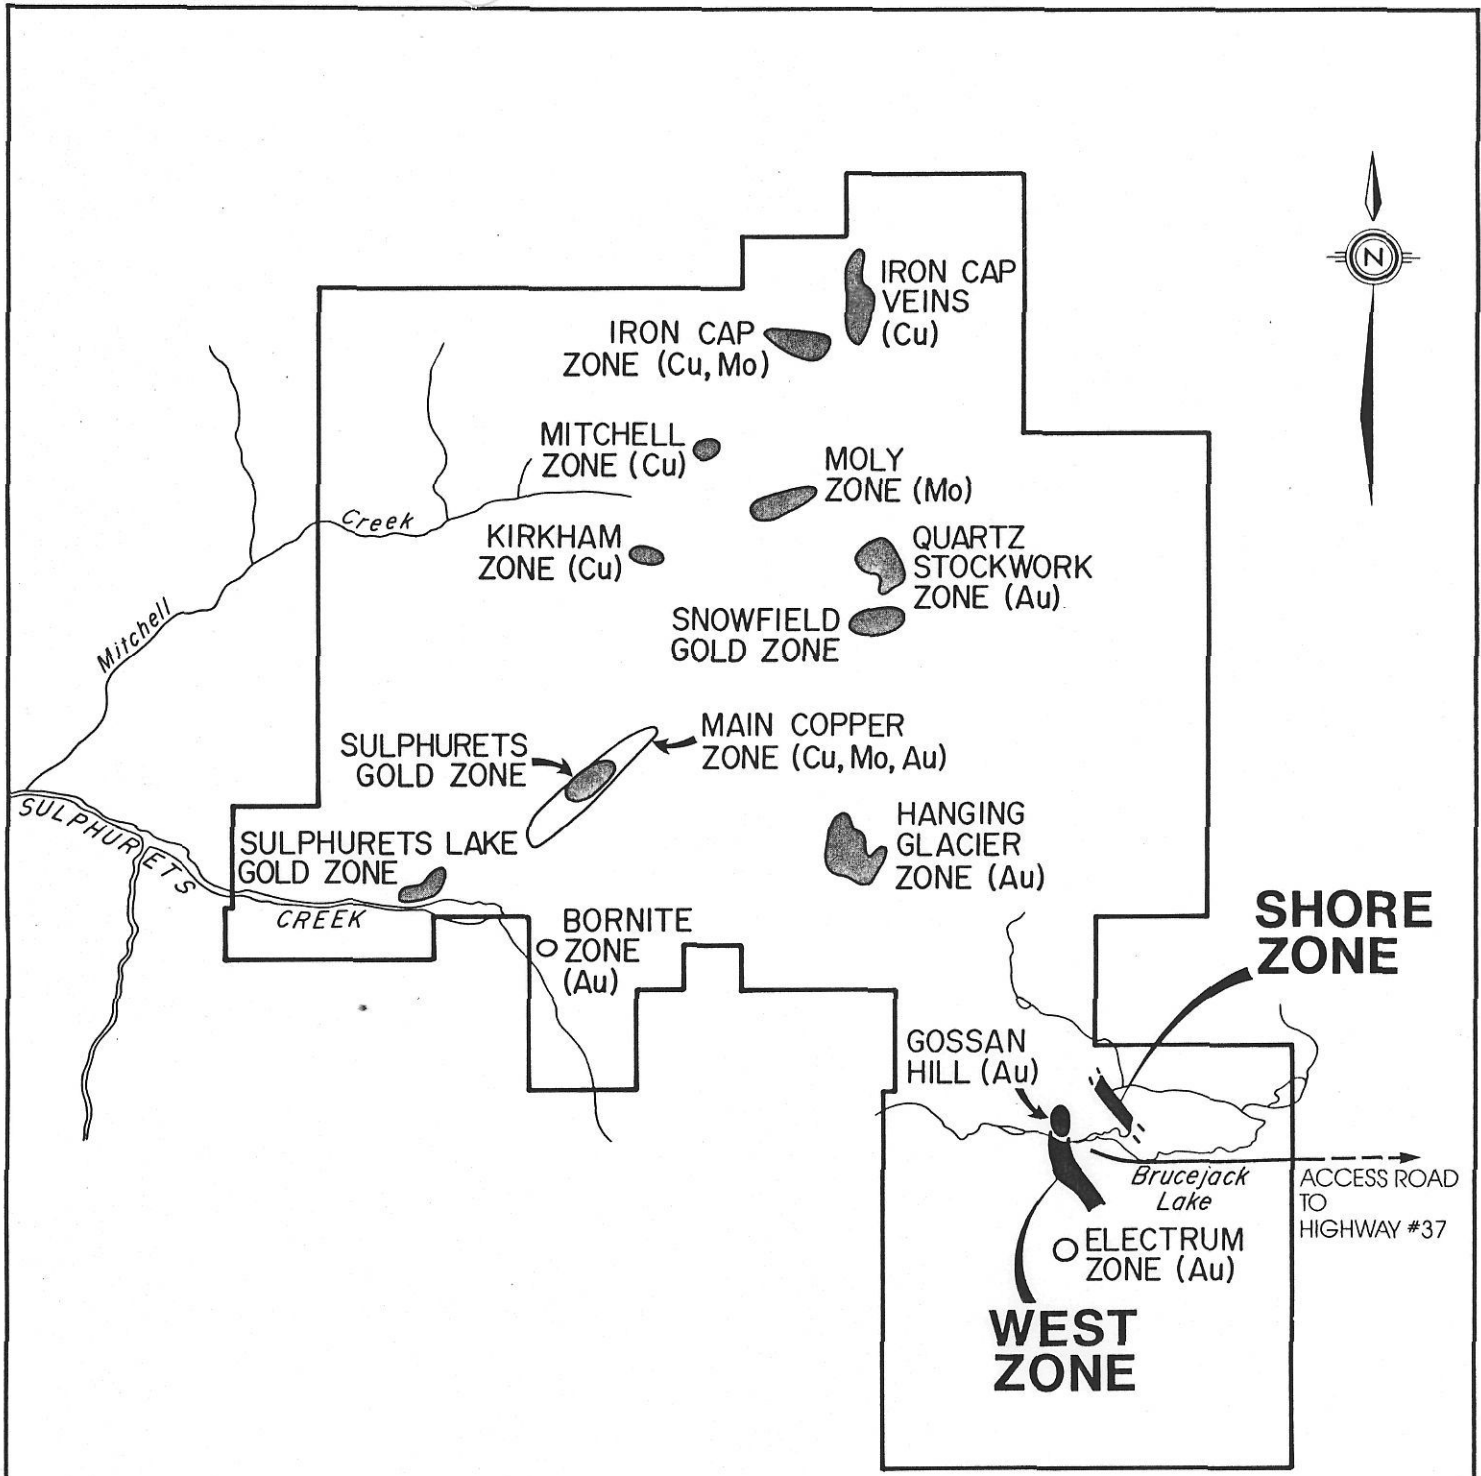 N
IRON CAP
VEINS
(Cu)
IRON CAP
ZONE (Cu, Mo)
MITCHELL
ZONE (Cu)
MOLY
ZONE (Mo)
Creek
Mitchell
KIRKHAM
ZONE (Cu)
QUARTZ
STOCKWORK
ZONE (Au)
SNOWFIELD
GOLD ZONE
MAIN COPPER
ZONE (Cu, Mo, Au)
SULPHURETS
GOLD ZONE
SULPHURETS
CREEK
SULPHURETS LAKE
GOLD ZONE
HANGING
GLACIER
ZONE (Au)
BORNITE
ZONE
(Au)
SHORE
ZONE
GOSSAN
HILL (Au)
Brucejack
Lake
ACCESS ROAD
TO
HIGHWAY #37
ELECTRUM
ZONE (Au)
WEST
ZONE